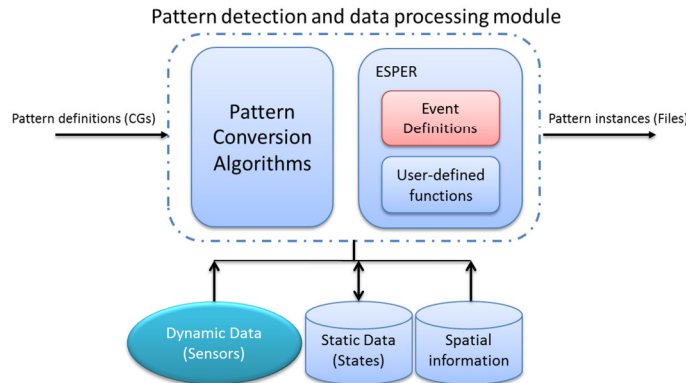 Pattern detection and data processing module
Pattern definitions (CGs)
Pattern
Conversion
Algorithms
ESPER
Event
Definitions
User-defined
functions
Pattern instances (Files)
Dynamic Data
(Sensors)
Static Data
(States)
Spatial
information